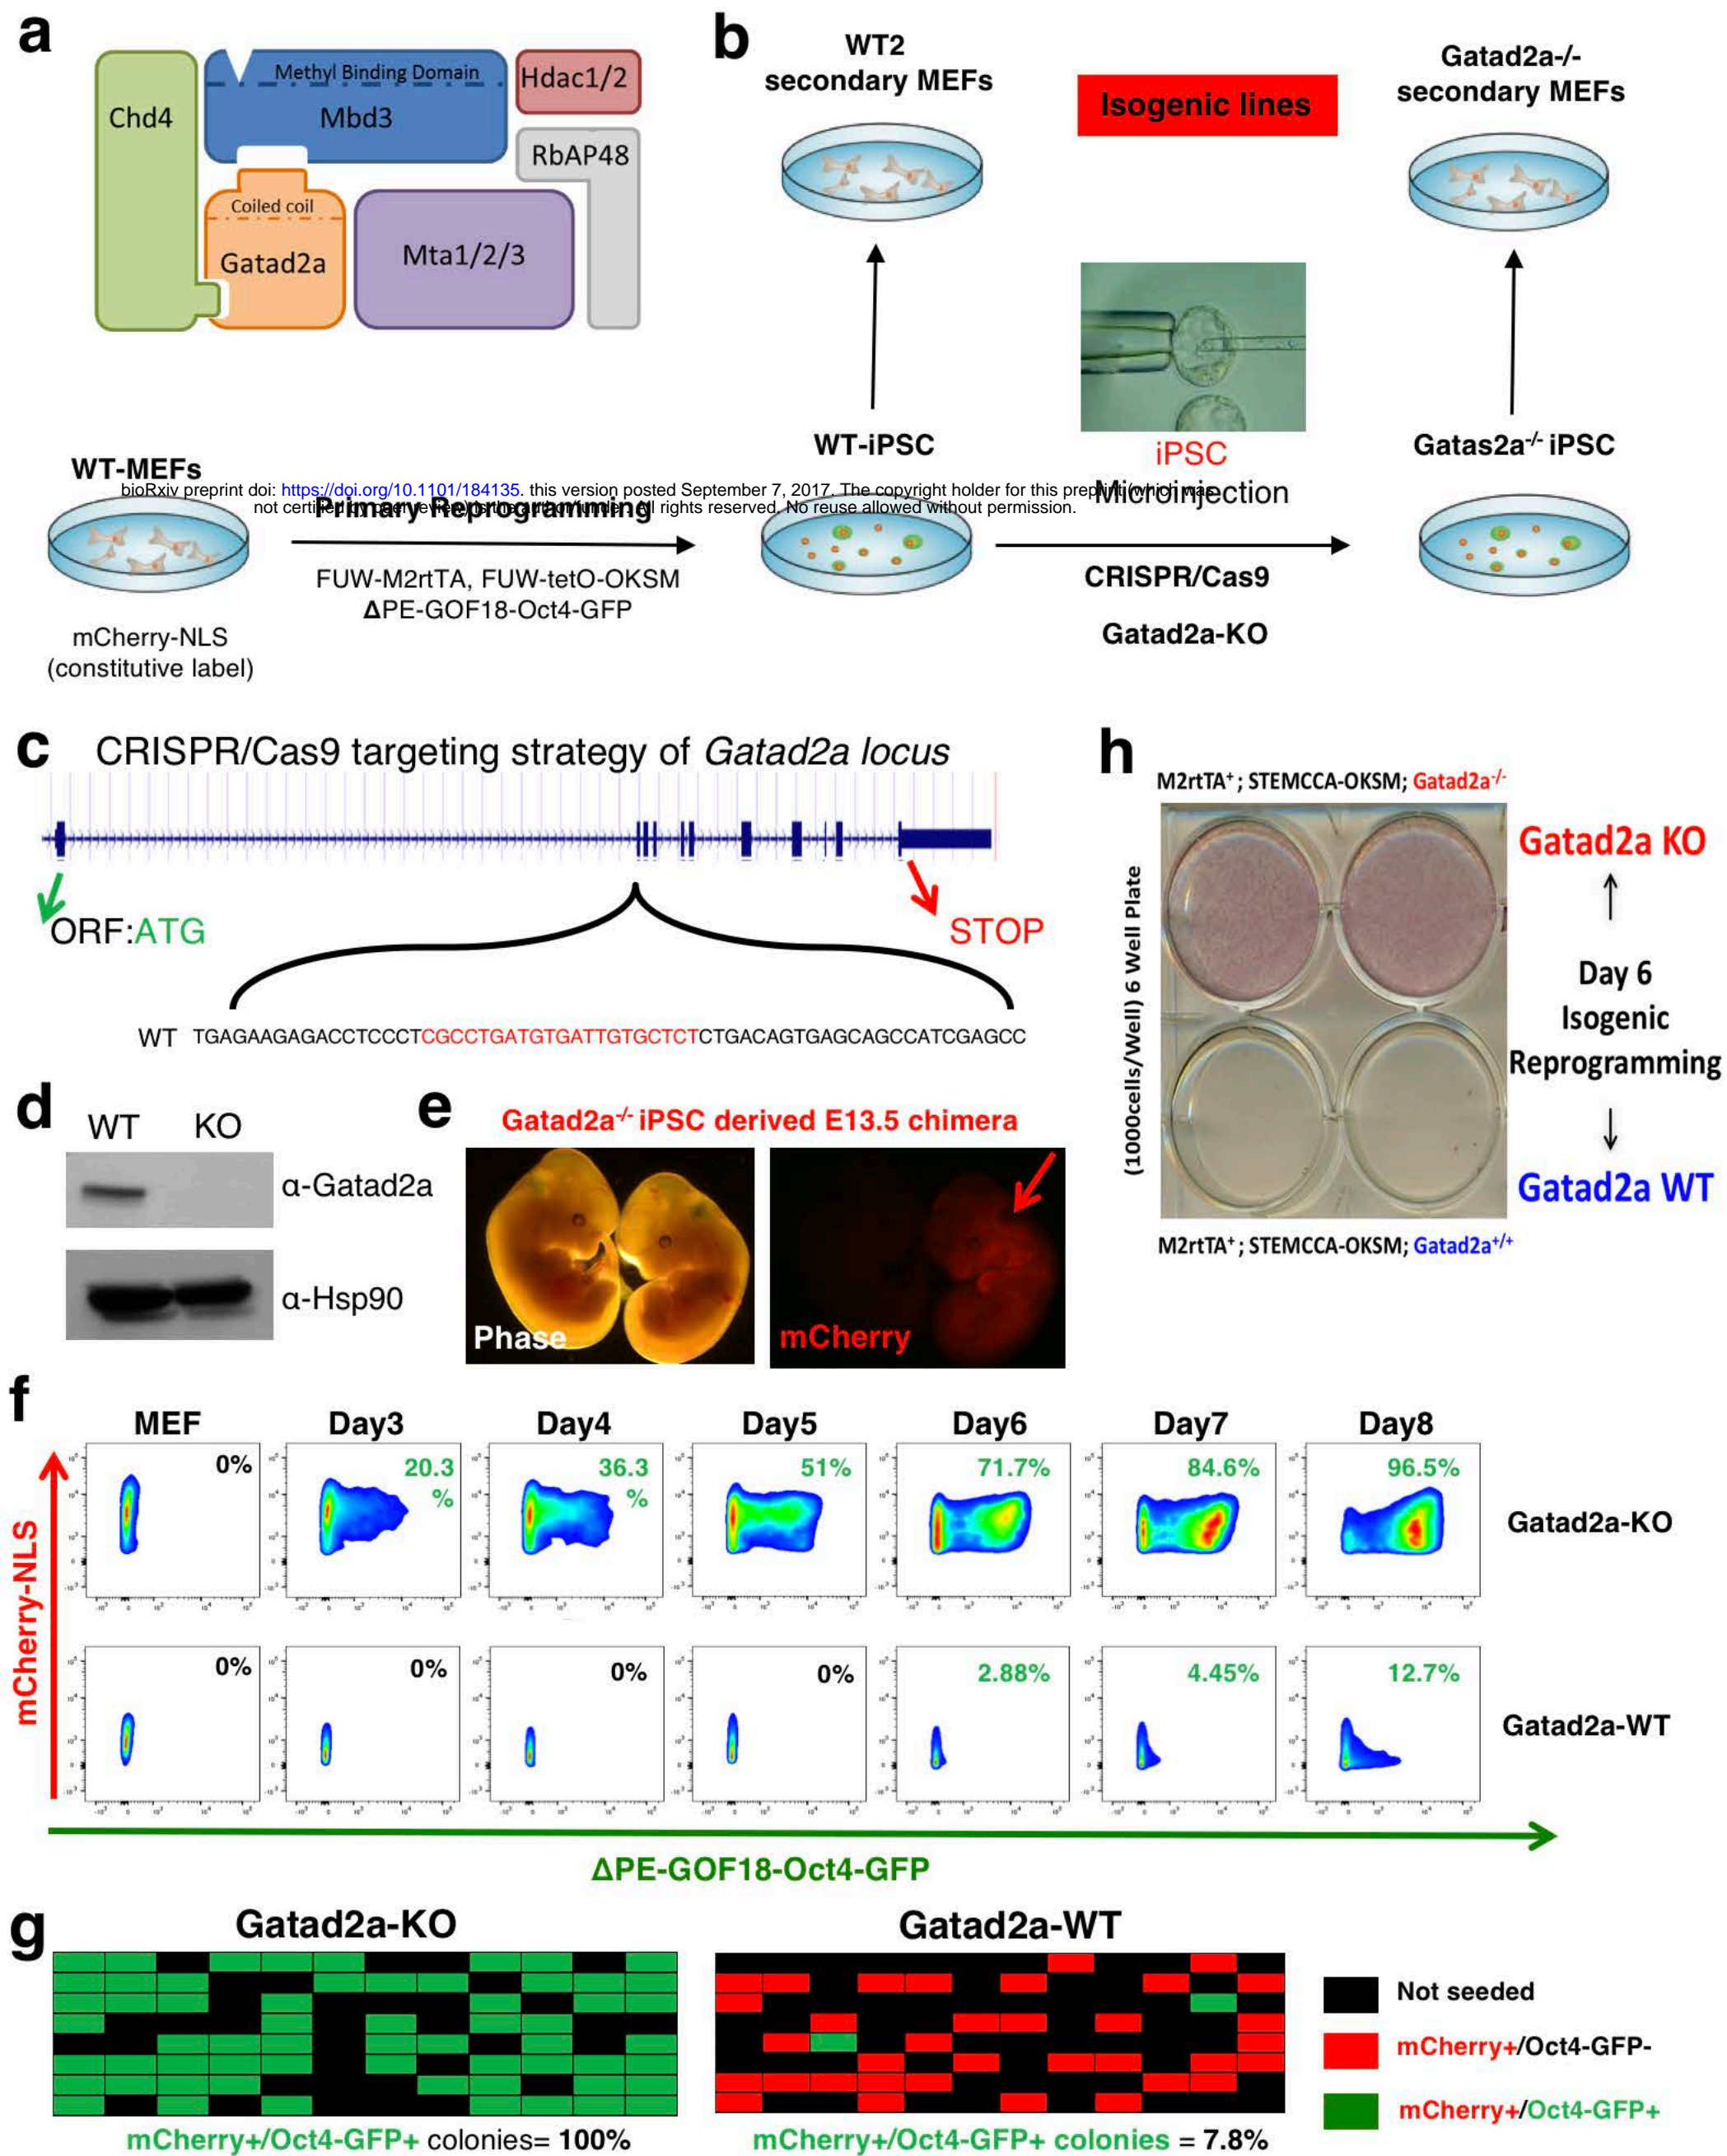 a
Chd4
Methyl Binding Domain
Mbd3
Hdac1/2
RbAP48
Coiled coil
Gatad2a
Mta1/2/3
b
WT2
secondary MEFs
Isogenic lines
Gatad2a-/-
secondary MEFs
WT-MEFs
WT-iPSC
iPSC
Microinjection
Gatas2a-/- iPSC
bioRxiv preprint doi: https://doi.org/10.1101/184135. this version posted September 7, 2017. The copyright holder for this preprint (which was
not certified by peer review) is the author/funder. All rights reserved. No reuse allowed without permission.
Primary Reprogramming
FUW-M2rtTA, FUW-tetO-OKSM
ΔPE-GOF18-Oct4-GFP
mCherry-NLS
(constitutive label)
CRISPR/Cas9
Gatad2a-KO
c
CRISPR/Cas9 targeting strategy of Gatad2a locus
ORF:ATG
STOP
WT TGAGAAGAGACCTCCCTCGCCTGATGTGATTGTGCTCTCTGACAGTGAGCAGCCATCGAGCC
h
M2rtTA+; STEMCCA-OKSM; Gatad2a-/-
(1000cells/Well) 6 Well Plate
Gatad2a KO
Day 6
Isogenic
Reprogramming
Gatad2a WT
M2rtTA+; STEMCCA-OKSM; Gatad2a+/+
d
WT KO
α-Gatad2a
α-Hsp90
e
Gatad2a-/- iPSC derived E13.5 chimera
Phase
mCherry
f
MEF Day3 Day4 Day5 Day6 Day7 Day8
0% 20.3 % 36.3 % 51% 71.7% 84.6% 96.5%
Gatad2a-KO
0% 0% 0% 0% 2.88% 4.45% 12.7%
Gatad2a-WT
mCherry-NLS
ΔPE-GOF18-Oct4-GFP
g
Gatad2a-KO
Gatad2a-WT
Not seeded
mCherry+/Oct4-GFP-
mCherry+/Oct4-GFP+
mCherry+/Oct4-GFP+ colonies= 100%
mCherry+/Oct4-GFP+ colonies = 7.8%